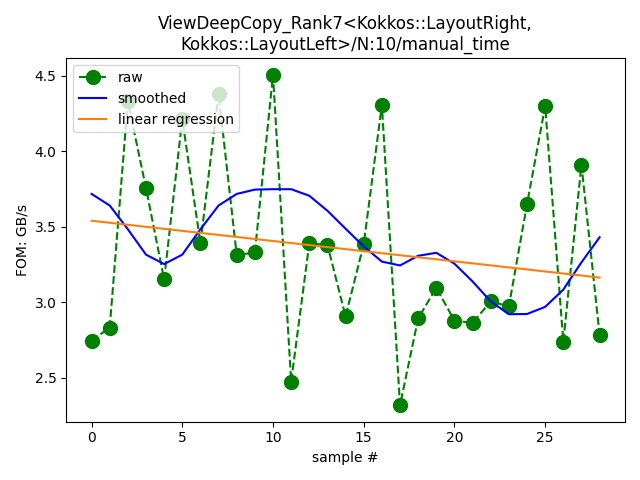 ViewDeepCopy_Rank7<Kokkos::LayoutRight,
Kokkos::LayoutLeft>/N:10/manual_time
raw
smoothed
linear regression
FOM: GB/s
4.5
4.0
3.5
3.0
2.5
0 5 10 15 20 25
sample #